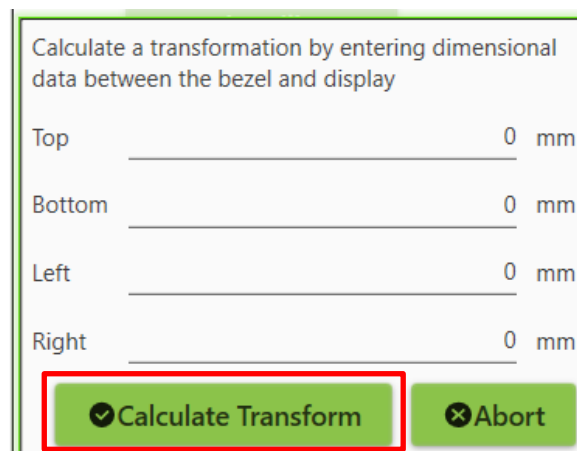 Calculate a transformation by entering dimensional
data between the bezel and display
Top 0 mm
Bottom 0 mm
Left 0 mm
Right 0 mm
Calculate Transform Abort